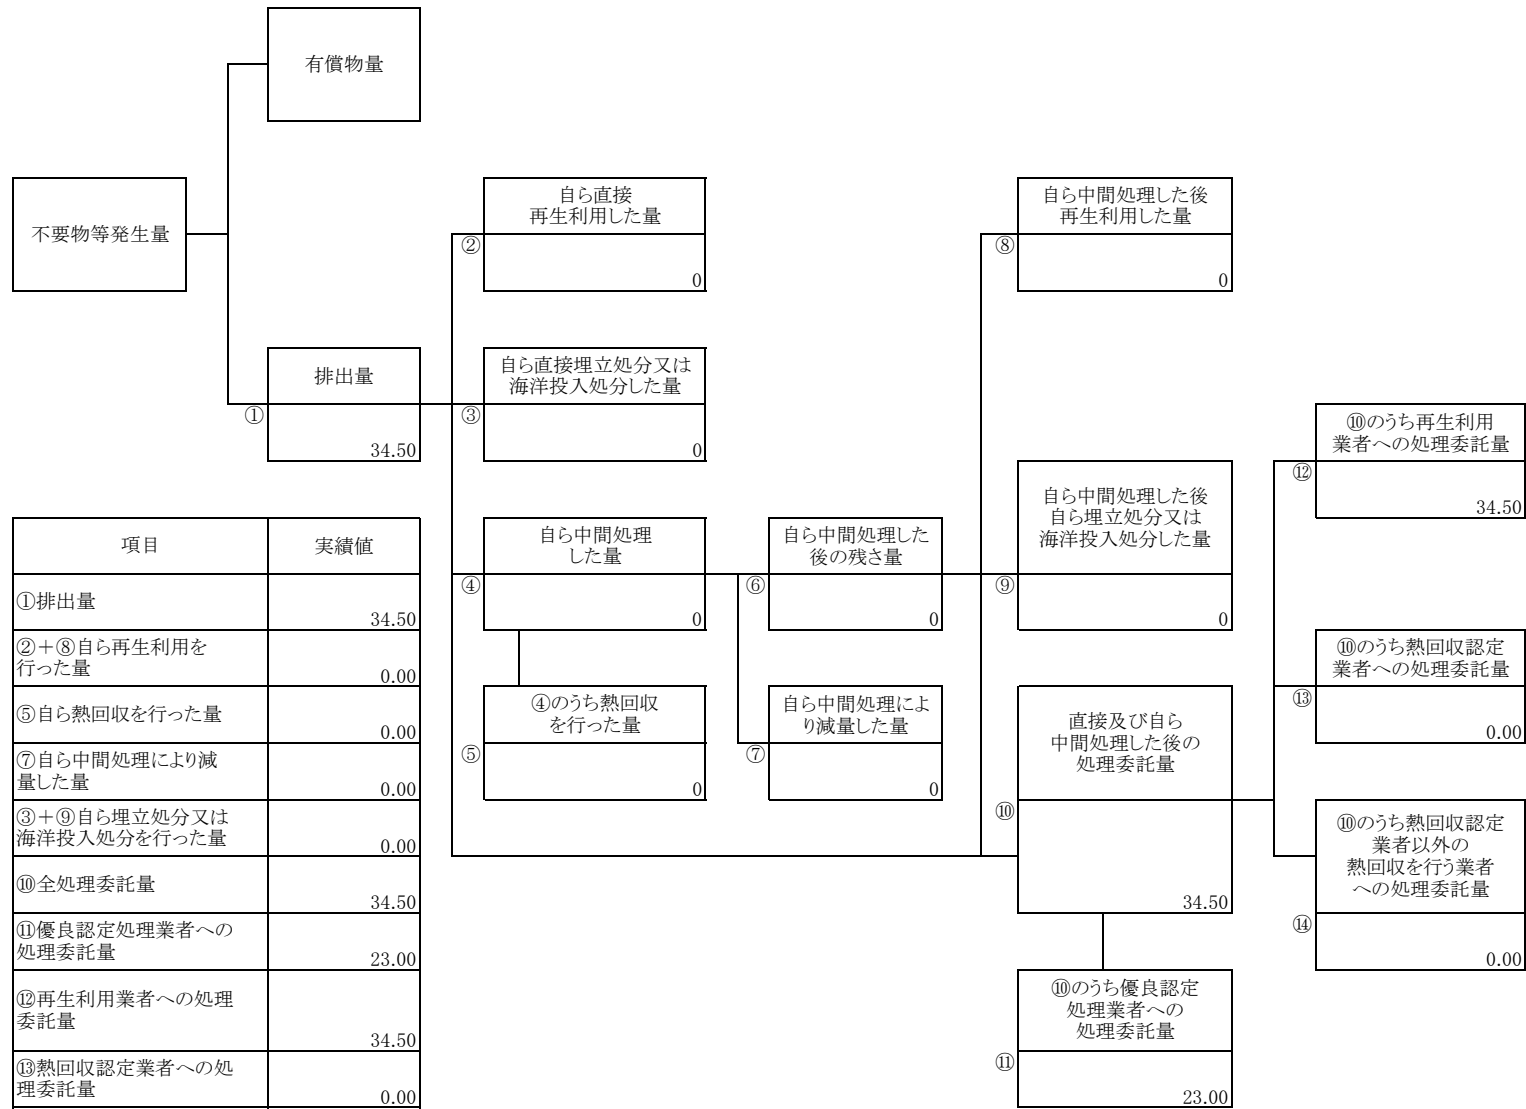 有償物量
不要物等発生量
自ら直接
再生利用した量
②
0
自ら中間処理した後
再生利用した量
⑧
0
排出量
①
34.50
自ら直接埋立処分又は
海洋投入処分した量
③
0
⑩のうち再生利用
業者への処理委託量
⑫
34.50
自ら中間処理した後
自ら埋立処分又は
海洋投入処分した量
⑨
0
自ら中間処理
した量
④
0
自ら中間処理した
後の残さ量
⑥
0
⑩のうち熱回収認定
業者への処理委託量
⑬
0.00
④のうち熱回収
を行った量
⑤
0
自ら中間処理によ
り減量した量
⑦
0
直接及び自ら
中間処理した後の
処理委託量
⑩
34.50
⑩のうち熱回収認定
業者以外の
熱回収を行う業者
への処理委託量
⑭
0.00
⑩のうち優良認定
処理業者への
処理委託量
⑪
23.00
項目
実績値
①排出量
34.50
②+⑧自ら再生利用を
行った量
0.00
⑤自ら熱回収を行った量
0.00
⑦自ら中間処理により減
量した量
0.00
③+⑨自ら埋立処分又は
海洋投入処分を行った量
0.00
⑩全処理委託量
34.50
⑪優良認定処理業者への
処理委託量
23.00
⑫再生利用業者への処理
委託量
34.50
⑬熱回収認定業者への処
理委託量
0.00